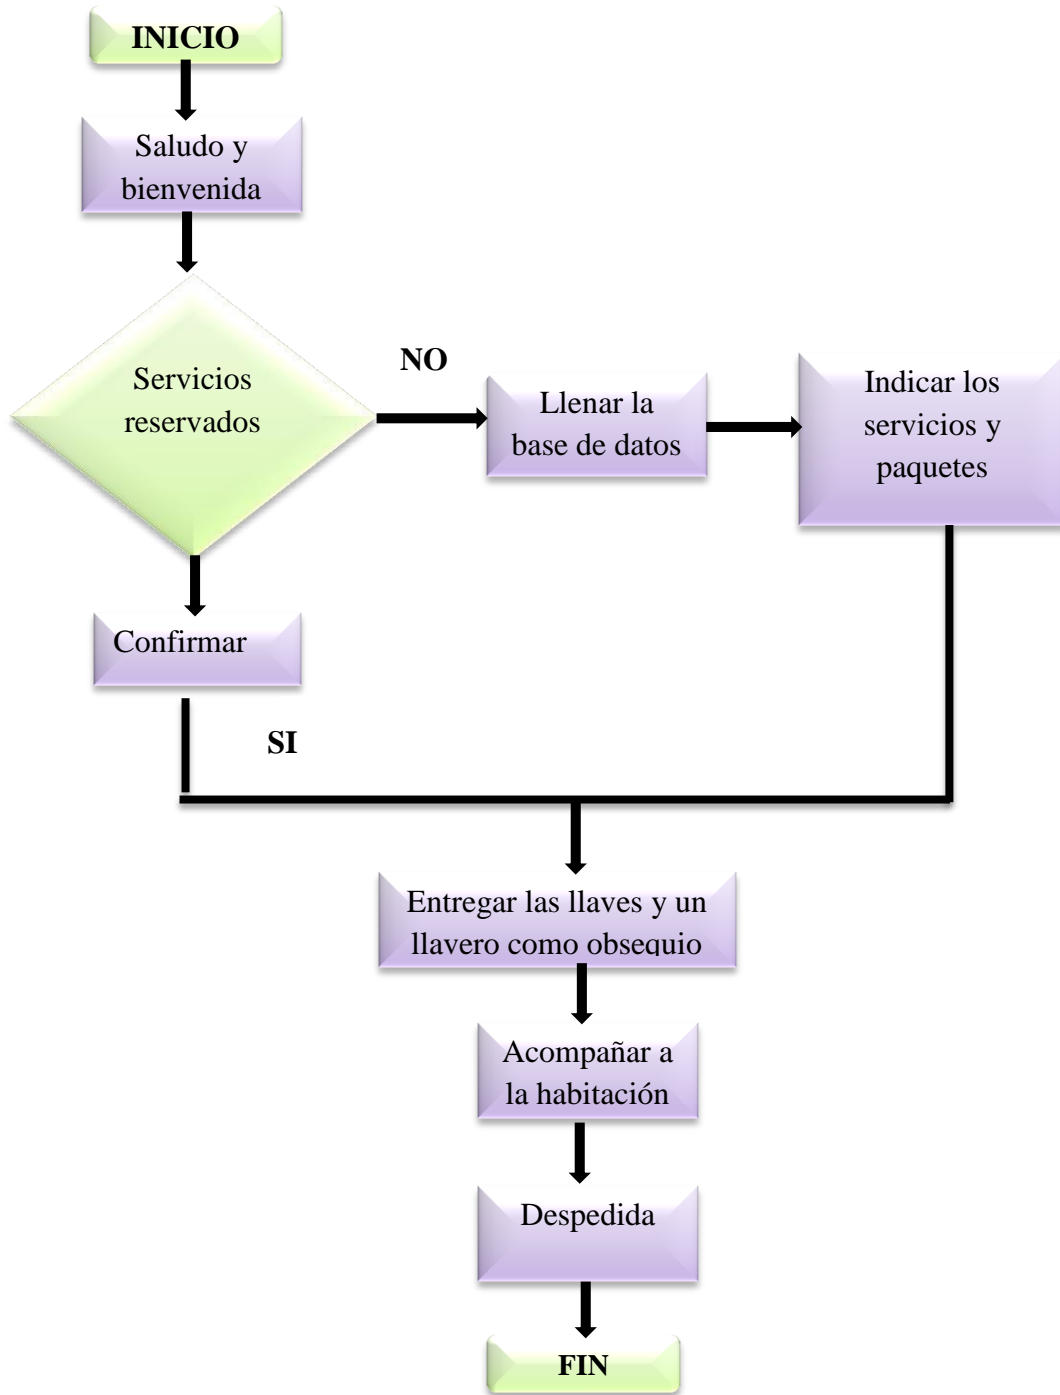 INICIO
Saludo y
bienvenida
Servicios
reservados
NO
Llenar la
base de datos
Indicar los
servicios y
paquetes
Confirmar
SI
Entregar las llaves y un
llavero como obsequio
Acompañar a
la habitación
Despedida
FIN